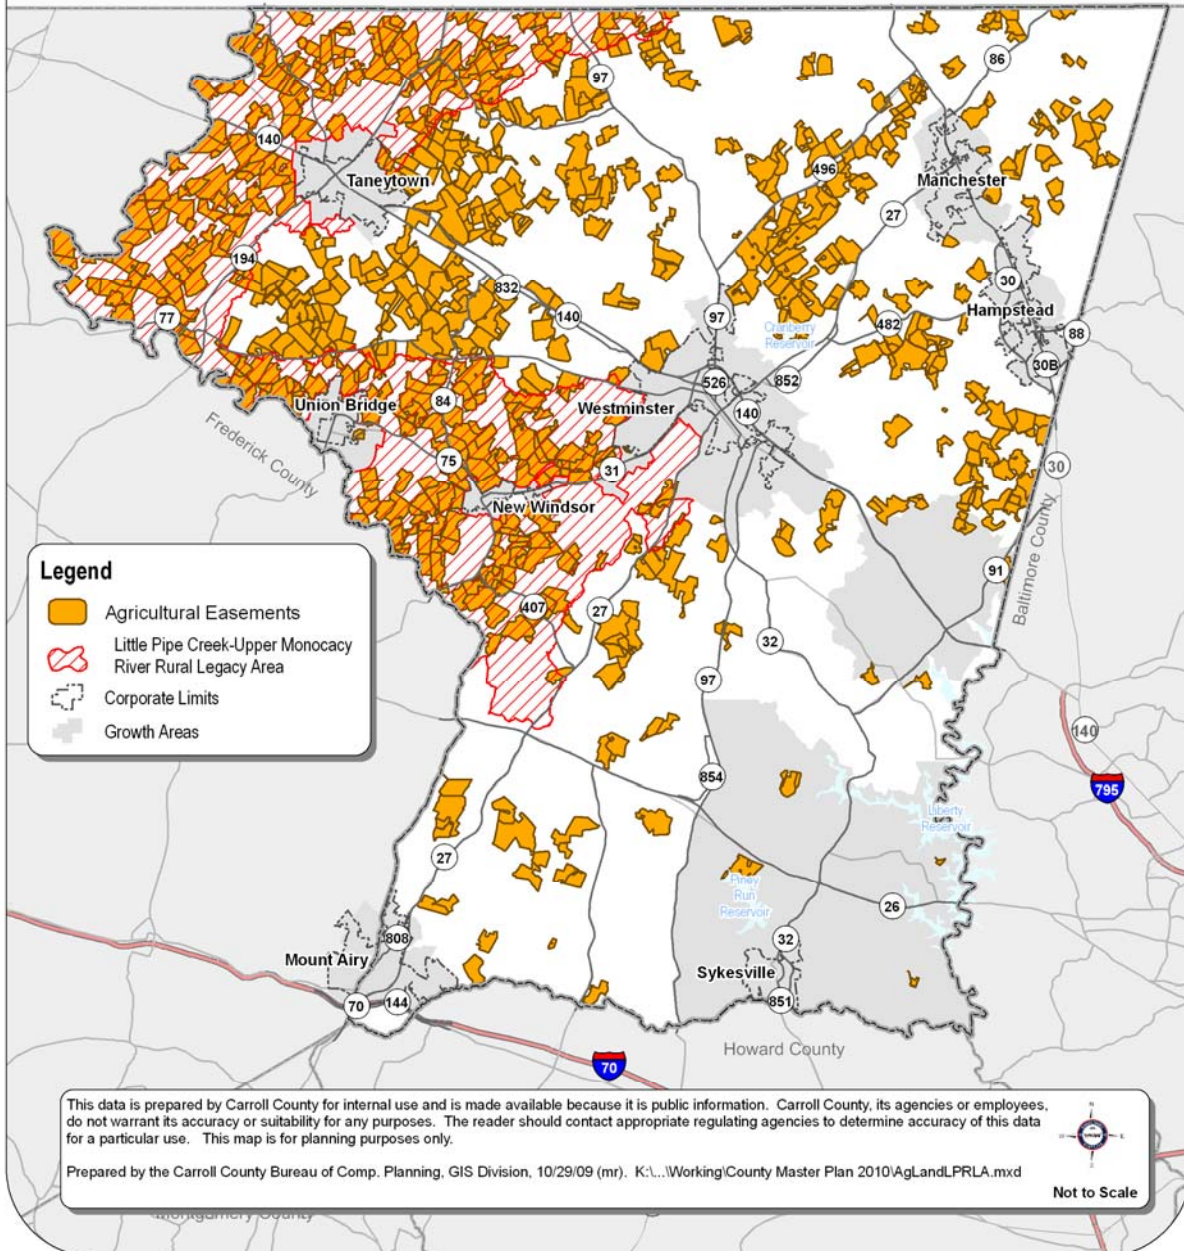 97
86
140
Taneytown
496
Manchester
27
194
832
140
30
77
97
Cranberry
Reservoir
482
Hampstead
88
526
852
30B
Union Bridge
84
Westminster
140
Frederick County
75
31
30
New Windsor
Baltimore County
91
407
27
32
97
140
854
795
Liberty
Reservoir
27
Piney
Run
Reservoir
26
808
32
Mount Airy
Sykesville
70
144
851
Howard County
70
Legend
Agricultural Easements
Little Pipe Creek-Upper Monocacy
River Rural Legacy Area
Corporate Limits
Growth Areas
This data is prepared by Carroll County for internal use and is made available because it is public information. Carroll County, its agencies or employees,
do not warrant its accuracy or suitability for any purposes. The reader should contact appropriate regulating agencies to determine accuracy of this data
for a particular use. This map is for planning purposes only.
Prepared by the Carroll County Bureau of Comp. Planning, GIS Division, 10/29/09 (mr). K:\...\Working\County Master Plan 2010\AgLandLPRLA.mxd
N
W
E
S
Not to Scale
Montgomery County